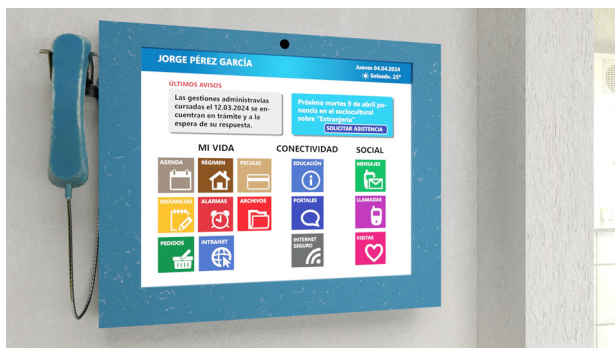 JORGE PÉREZ GARCÍA
Jueves 04.04.2024
Soleado. 25º
ÚLTIMOS AVISOS
Las gestiones administravias
cursadas el 12.03.2024 se en-
cuentran en trámite y a la
espera de su respuesta.
Próximo martes 9 de abril po-
nencia en el sociocultural
sobre "Extranjería"
SOLICITAR ASISTENCIA
MI VIDA
CONECTIVIDAD
SOCIAL
AGENDA
RÉGIMEN
PECULIO
EDUCACIÓN
MENSAJES
INSTANCIAS
ALARMAS
ARCHIVOS
PORTALES
LLAMADAS
PEDIDOS
INTRANET
INTERNET
SEGURO
VISITAS